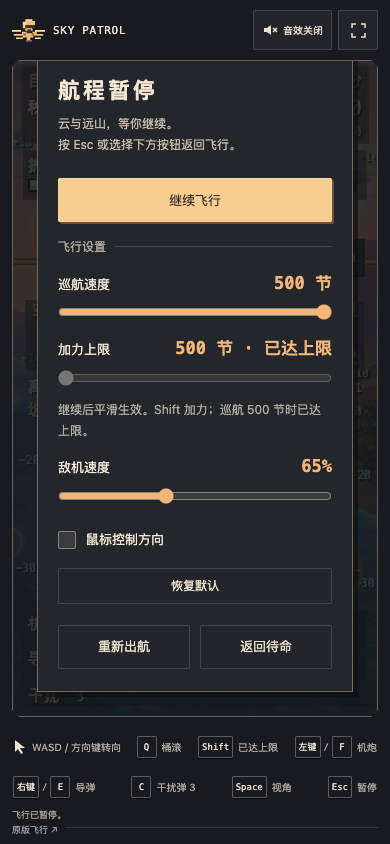 SKY PATROL
音效关闭
航程暂停
云与远山，等你继续。
按 Esc 或选择下方按钮返回飞行。
继续飞行
飞行设置
巡航速度 500 节
加力上限 500 节 · 已达上限
继续后平滑生效。Shift 加力；巡航 500 节时已达
上限。
敌机速度 65%
鼠标控制方向
恢复默认
重新出航 返回待命
WASD / 方向键转向 Q 桶滚 Shift 已达上限 左键 / F 机炮
右键 / E 导弹 C 干扰弹 3 Space 视角 Esc 暂停
飞行已暂停。
原版飞行 ↗